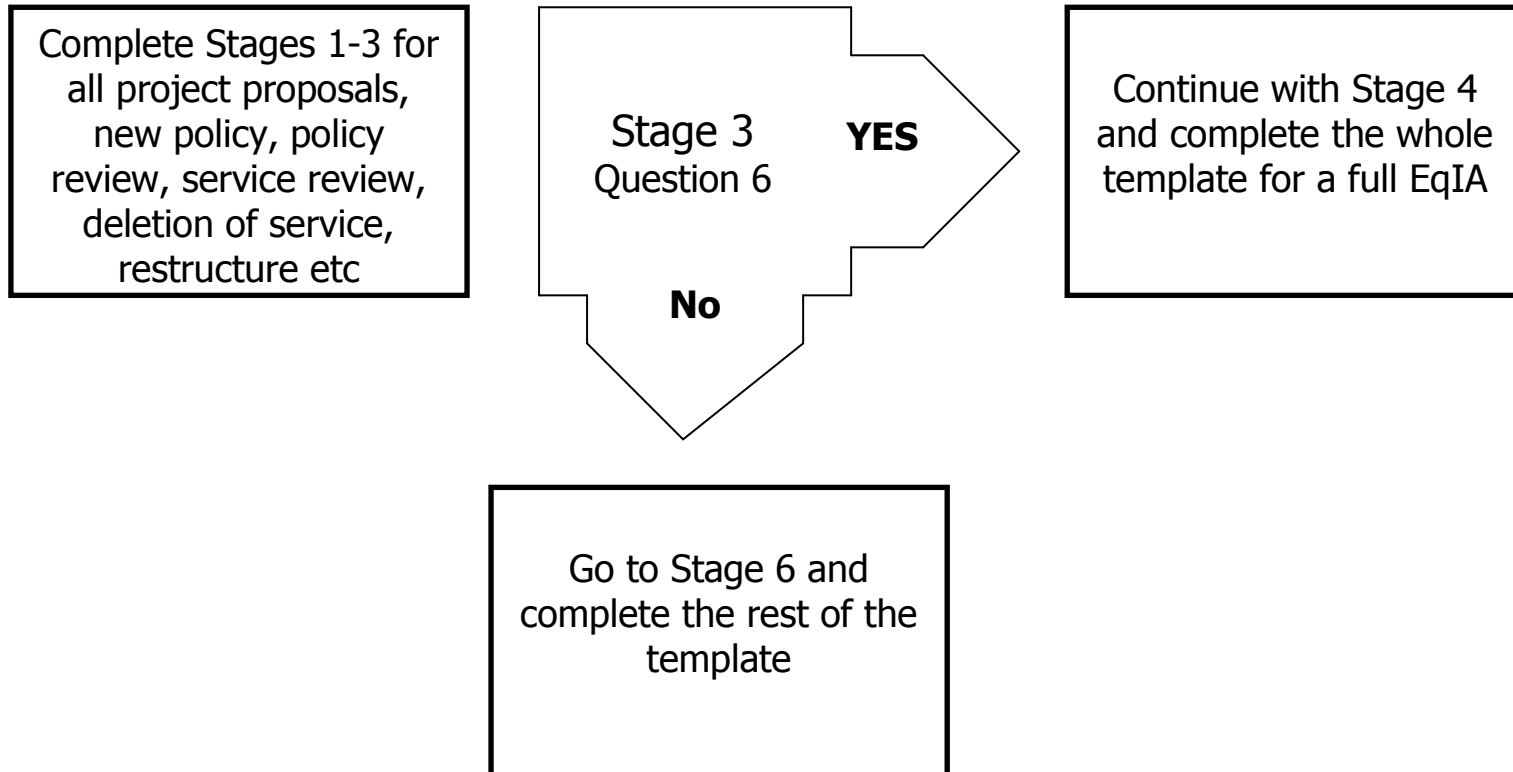 Complete Stages 1-3 for
all project proposals,
new policy, policy
review, service review,
deletion of service,
restructure etc
Stage 3
Question 6
YES
No
Continue with Stage 4
and complete the whole
template for a full EqIA
Go to Stage 6 and
complete the rest of the
template